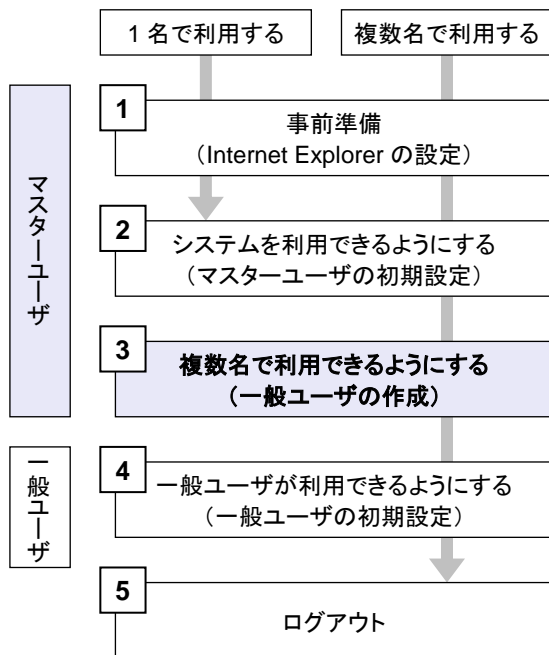 1 名で利用する
複数名で利用する
マスターユーザ
1
事前準備
(Internet Explorer の設定)
2
システムを利用できるようにする
(マスターユーザの初期設定)
3
複数名で利用できるようにする
(一般ユーザの作成)
一般ユーザ
4
一般ユーザが利用できるようにする
(一般ユーザの初期設定)
5
ログアウト